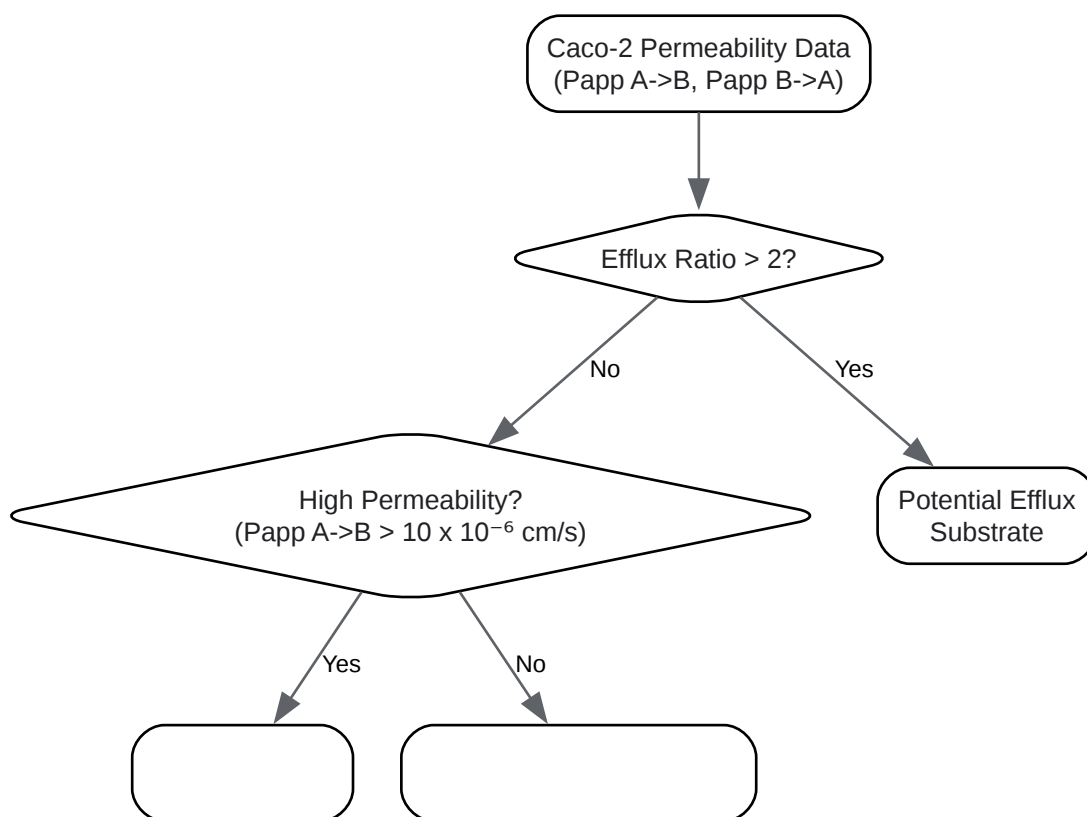 Caco-2 Permeability Data
(Papp A->B, Papp B->A)
Efflux Ratio > 2?
No
Yes
High Permeability?
(Papp A->B > 10 x 10⁻⁶ cm/s)
Potential Efflux
Substrate
Yes
No